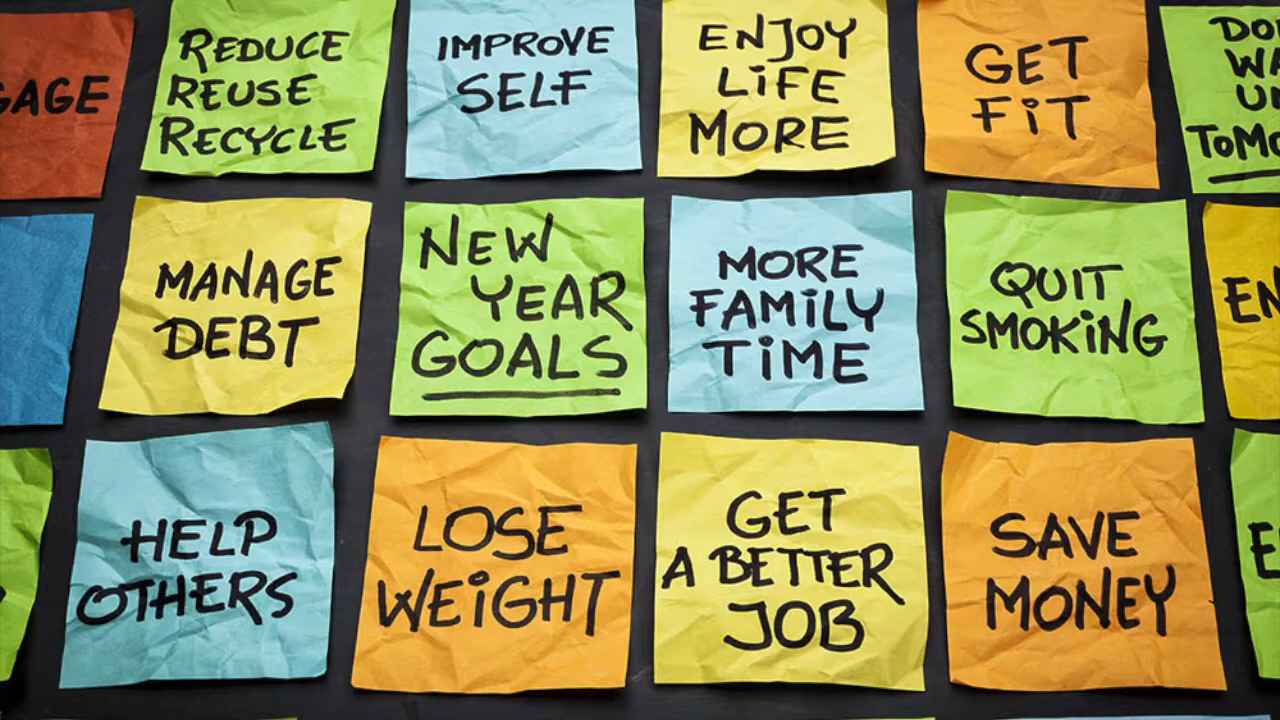 REDUCE
REUSE
RECYCLE
IMPROVE
SELF
ENJOY
LiFE
MORE
GET
FiT
MANAGE
DEBT
NEW
YEAR
GOALS
MORE
FAMiLY
TiME
QUIT
SMOKiNG
HELP
OTHERS
LOSE
WEiGHT
GET
A BETTER
JOB
SAVE
MONEY